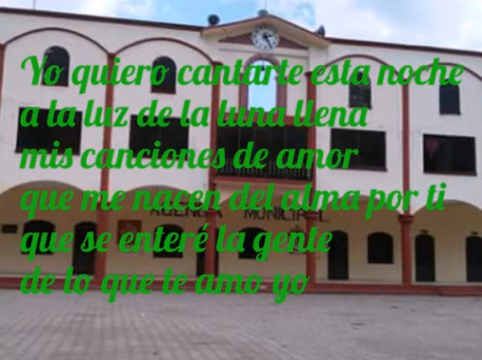 Yo quiero cantarte esta noche
a la luz de la luna llena
mis canciones de amor
que me nacen del alma por ti
AGENCIA MUNICIPAL
que se enteré la gente
de lo que te amo yo